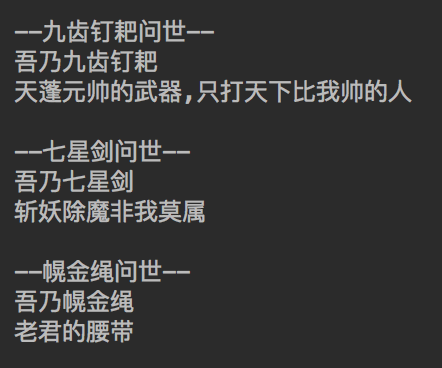 ——九齿钉耙问世——
吾乃九齿钉耙
天蓬元帅的武器,只打天下比我帅的人
——七星剑问世——
吾乃七星剑
斩妖除魔非我莫属
——幌金绳问世——
吾乃幌金绳
老君的腰带